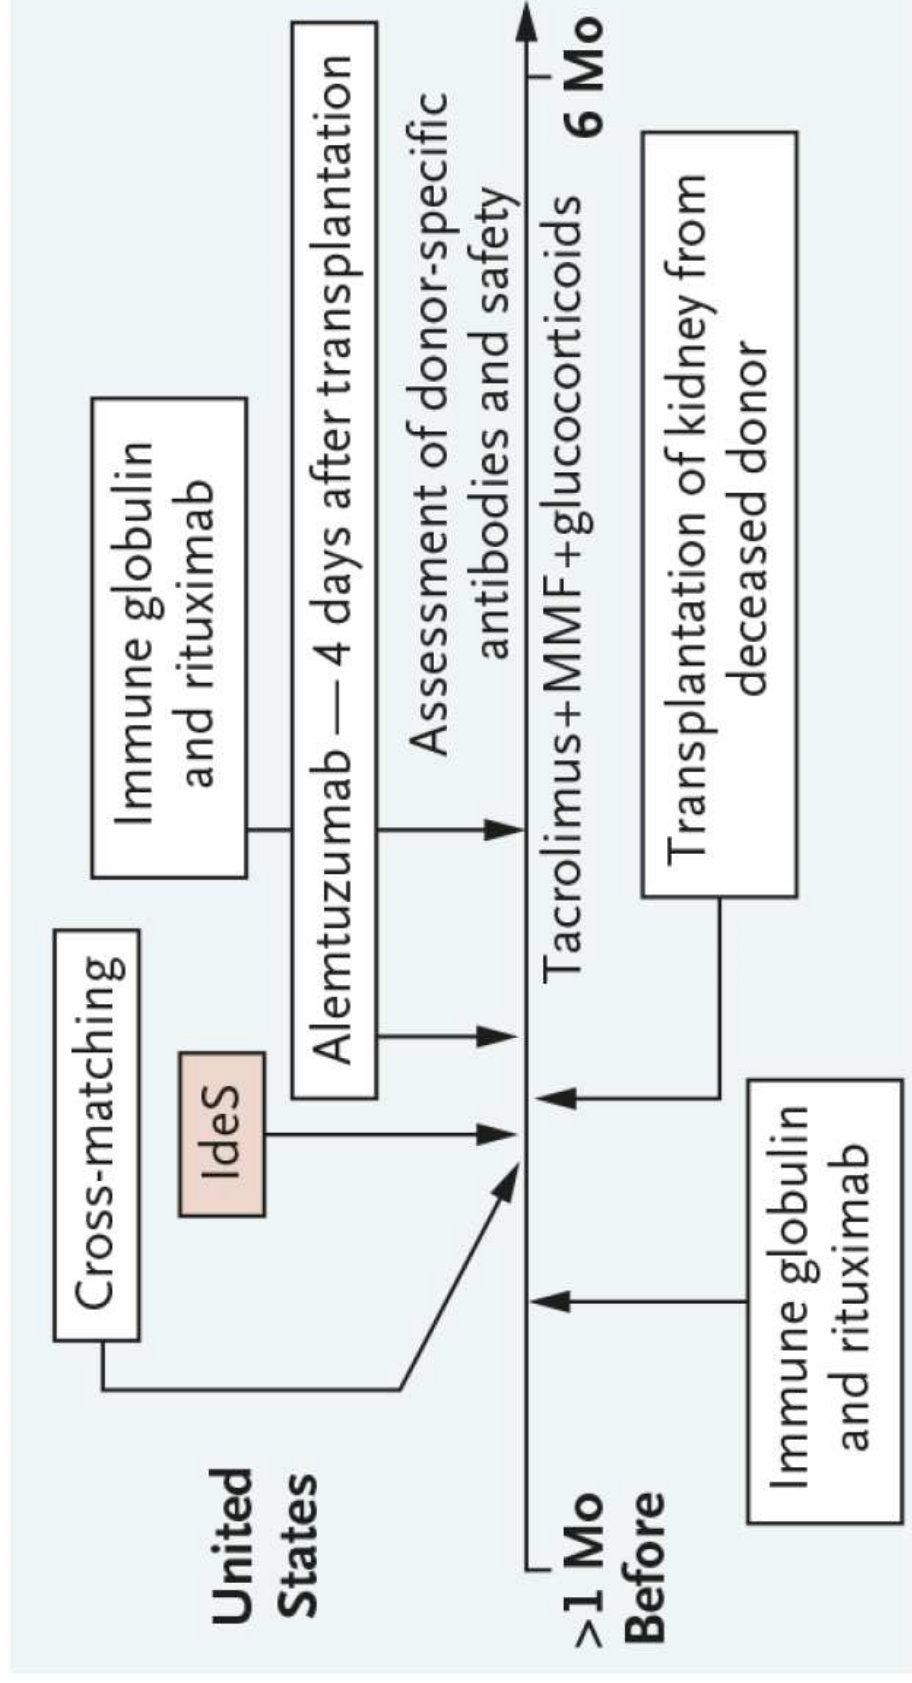 United
States
Cross-matching
IdeS
Immune globulin
and rituximab
Alemtuzumab — 4 days after transplantation
Assessment of donor-specific
antibodies and safety
>1 Mo
Before
Tacrolimus+MMF+glucocorticoids
6 Mo
Immune globulin
and rituximab
Transplantation of kidney from
deceased donor